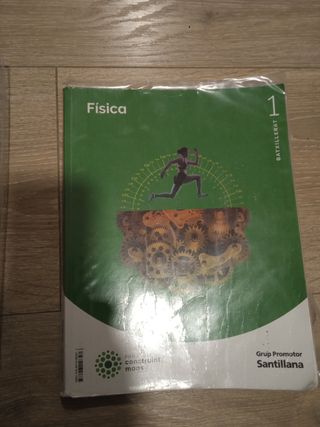 Física
1
BATXILLERAT
construint
mons
Grup Promotor
Santillana